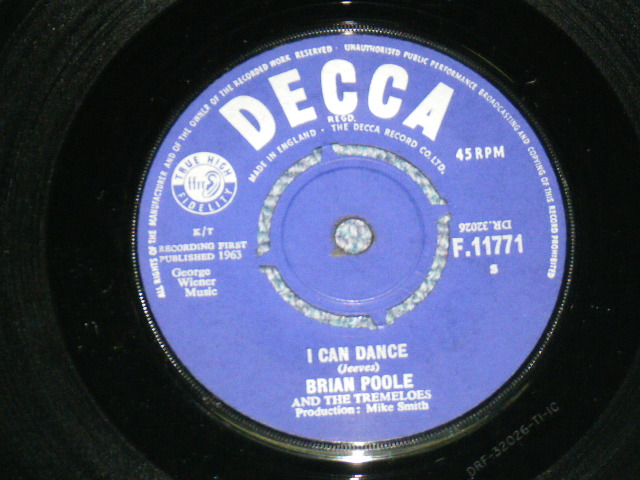 ALL RIGHTS OF THE MANUFACTURER AND OF THE OWNER OF THE RECORDED WORK RESERVED · UNAUTHORISED PUBLIC PERFORMANCE BROADCASTING AND COPYING OF THIS RECORD PROHIBITED
DECCA
REGD.
MADE IN ENGLAND · THE DECCA RECORD CO. LTD.
45 RPM
TRUE HIGH
ffrr
FIDELITY
DR.32026
K/T
RECORDING FIRST
PUBLISHED 1963
George
Wiener
Music
F.11771
S
I CAN DANCE
(Jeeves)
BRIAN POOLE
AND THE TREMELOES
Production: Mike Smith
DRF-32026-T1-1C